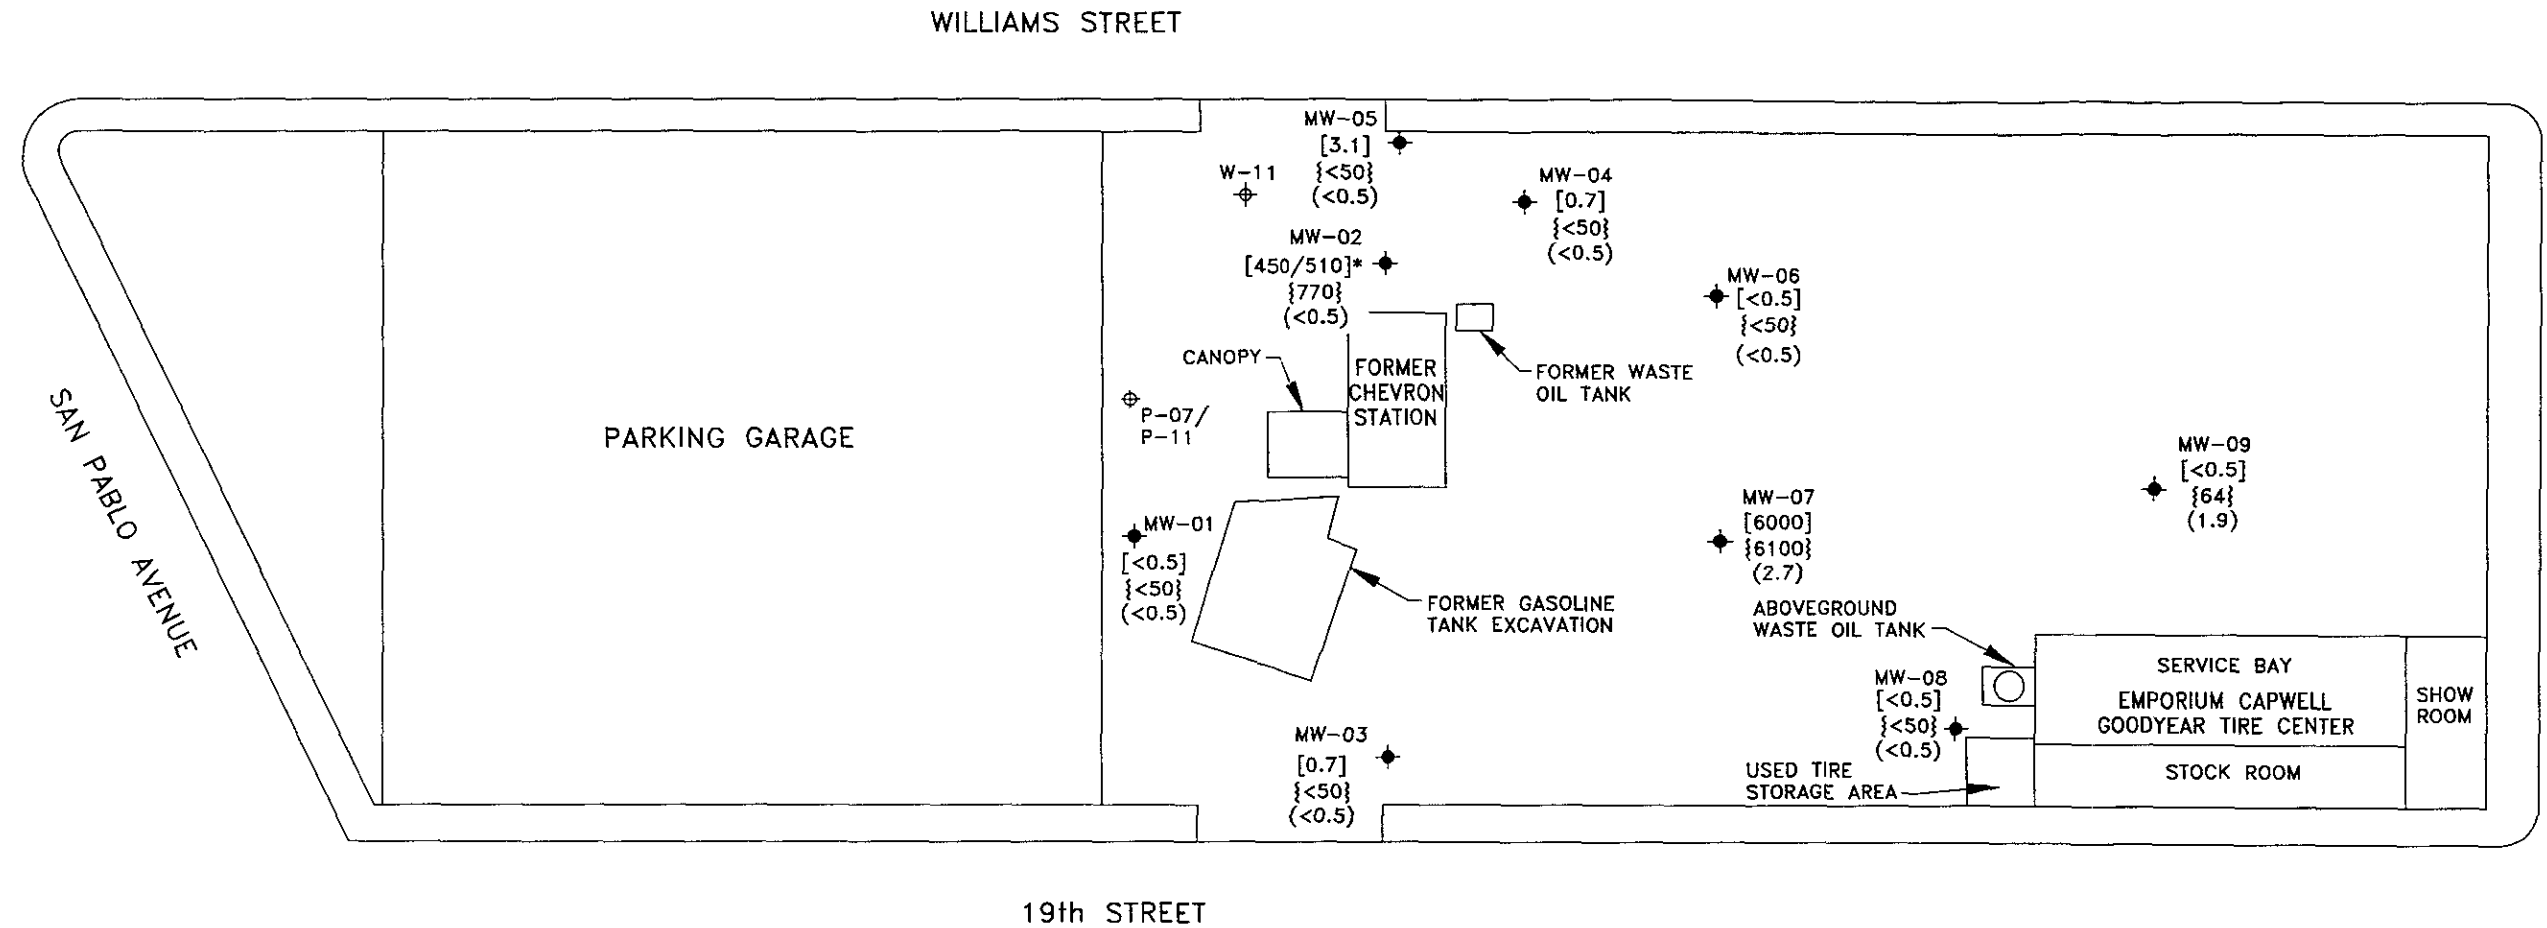 WILLIAMS STREET
MW-05
[3.1]
{<50}
(<0.5)
W-11
MW-04
[0.7]
{<50}
(<0.5)
MW-02
[450/510]*
{770}
(<0.5)
MW-06
[<0.5]
{<50}
(<0.5)
CANOPY
FORMER
CHEVRON
STATION
FORMER WASTE
OIL TANK
P-07/
P-11
PARKING GARAGE
SAN PABLO AVENUE
MW-09
[<0.5]
{64}
(1.9)
MW-01
[<0.5]
{<50}
(<0.5)
MW-07
[6000]
{6100}
(2.7)
FORMER GASOLINE
TANK EXCAVATION
ABOVEGROUND
WASTE OIL TANK
MW-08
[<0.5]
{<50}
(<0.5)
SERVICE BAY
EMPORIUM CAPWELL
GOODYEAR TIRE CENTER
SHOW
ROOM
MW-03
[0.7]
{<50}
(<0.5)
USED TIRE
STORAGE AREA
STOCK ROOM
19th STREET